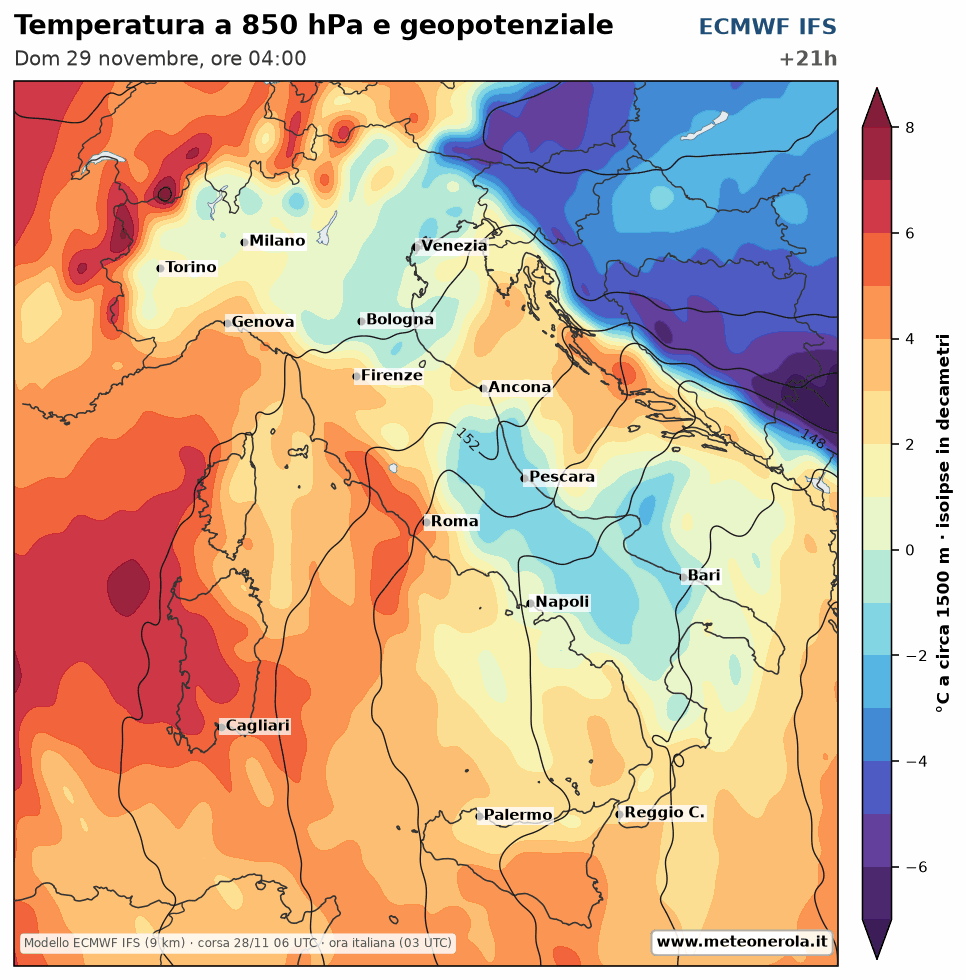 Temperatura a 850 hPa e geopotenziale
ECMWF IFS
Dom 29 novembre, ore 04:00
+21h
Milano
Venezia
Torino
Genova
Bologna
Firenze
Ancona
152
148
Pescara
Roma
Bari
Napoli
Cagliari
Palermo
Reggio C.
8
6
4
2
0
−2
−4
−6
°C a circa 1500 m · isoipse in decametri
Modello ECMWF IFS (9 km) · corsa 28/11 06 UTC · ora italiana (03 UTC)
www.meteonerola.it